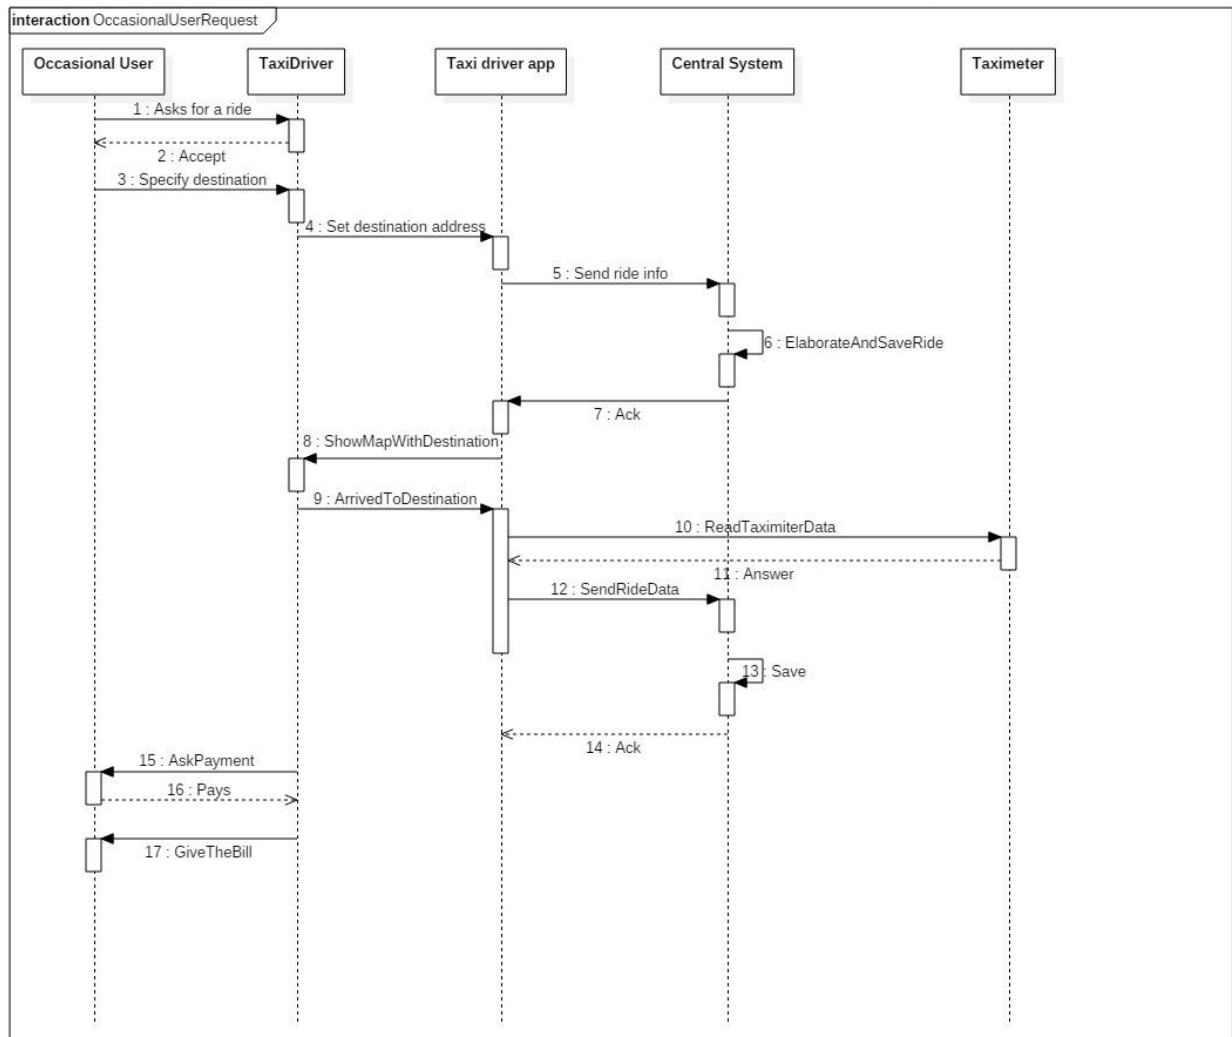 interaction OccasionalUserRequest
Occasional User
TaxiDriver
Taxi driver app
Central System
Taximeter
1 : Asks for a ride
2 : Accept
3 : Specify destination
4 : Set destination address
5 : Send ride info
6 : ElaborateAndSaveRide
7 : Ack
8 : ShowMapWithDestination
9 : ArrivedToDestination
10 : ReadTaximiterData
11 : Answer
12 : SendRideData
13 : Save
14 : Ack
15 : AskPayment
16 : Pays
17 : GiveTheBill